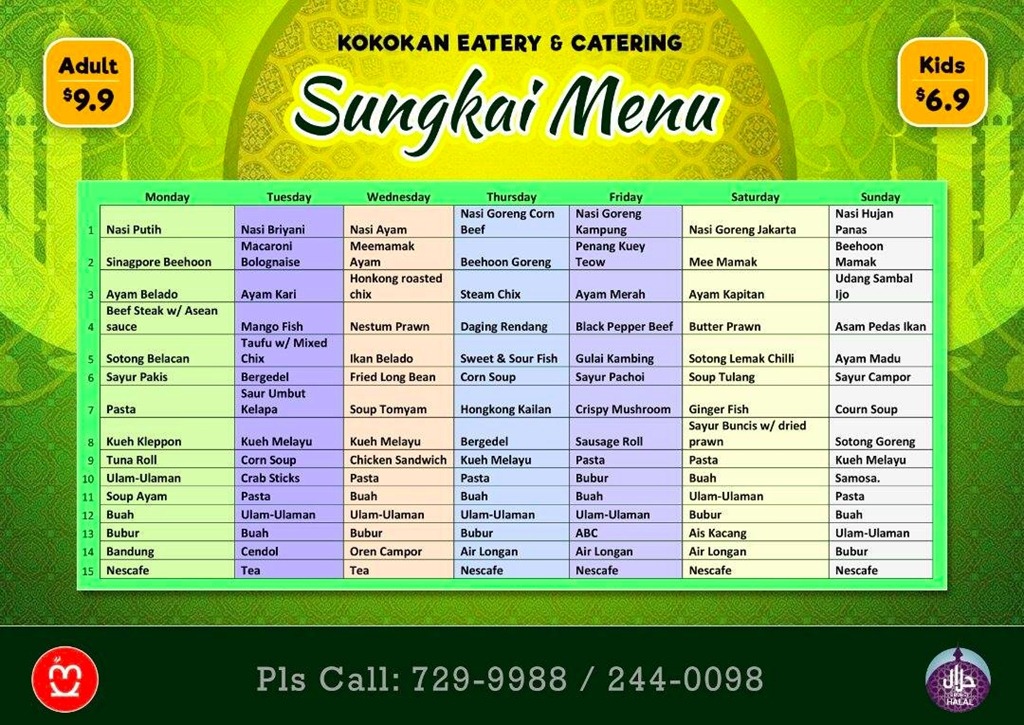 KOKOKAN EATERY & CATERING
Sungkai Menu
Adult
$9.9
Kids
$6.9
Monday Tuesday Wednesday Thursday Friday Saturday Sunday
1 Nasi Putih Nasi Briyani Nasi Ayam Nasi Goreng Corn Beef Nasi Goreng Kampung Nasi Goreng Jakarta Nasi Hujan Panas
2 Sinagpore Beehoon Macaroni Bolognaise Meemamak Ayam Beehoon Goreng Penang Kuey Teow Mee Mamak Beehoon Mamak
3 Ayam Belado Ayam Kari Honkong roasted chix Steam Chix Ayam Merah Ayam Kapitan Udang Sambal Ijo
4 Beef Steak w/ Asean sauce Mango Fish Nestum Prawn Daging Rendang Black Pepper Beef Butter Prawn Asam Pedas Ikan
5 Sotong Belacan Taufu w/ Mixed Chix Ikan Belado Sweet & Sour Fish Gulai Kambing Sotong Lemak Chilli Ayam Madu
6 Sayur Pakis Bergedel Fried Long Bean Corn Soup Sayur Pachoi Soup Tulang Sayur Campor
7 Pasta Saur Umbut Kelapa Soup Tomyam Hongkong Kailan Crispy Mushroom Ginger Fish Courn Soup
8 Kueh Kleppon Kueh Melayu Kueh Melayu Bergedel Sausage Roll Sayur Buncis w/ dried prawn Sotong Goreng
9 Tuna Roll Corn Soup Chicken Sandwich Kueh Melayu Pasta Pasta Kueh Melayu
10 Ulam-Ulaman Crab Sticks Pasta Pasta Bubur Buah Samosa.
11 Soup Ayam Pasta Buah Buah Buah Ulam-Ulaman Pasta
12 Buah Ulam-Ulaman Ulam-Ulaman Ulam-Ulaman Ulam-Ulaman Bubur Buah
13 Bubur Buah Bubur Bubur ABC Ais Kacang Ulam-Ulaman
14 Bandung Cendol Oren Campor Air Longan Air Longan Air Longan Bubur
15 Nescafe Tea Tea Nescafe Nescafe Nescafe Nescafe
Pls Call: 729-9988 / 244-0098
حلال
HALAL